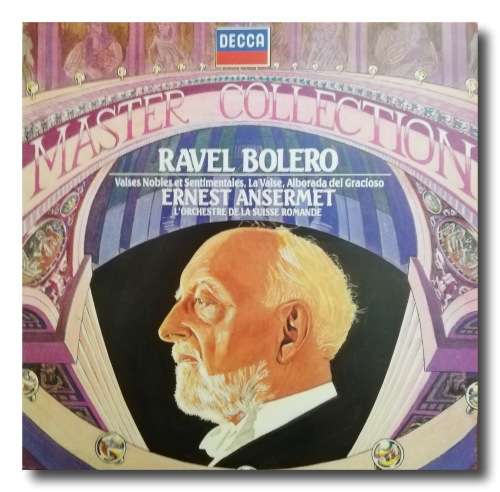 DECCA
MASTER COLLECTION
RAVEL BOLERO
Valses Nobles et Sentimentales, La Valse, Alborada del Gracioso
ERNEST ANSERMET
L'ORCHESTRE DE LA SUISSE ROMANDE